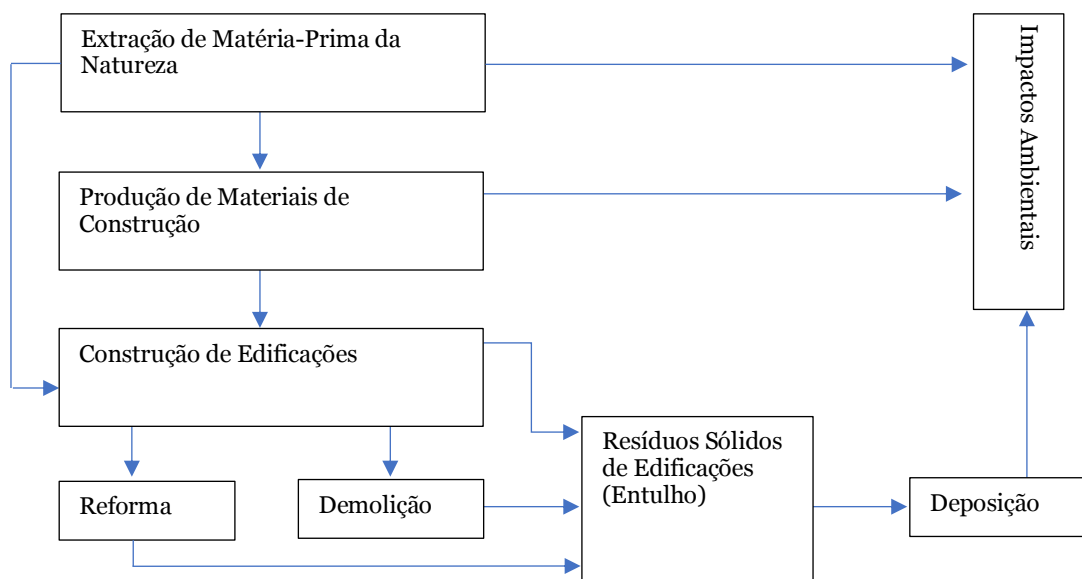 Extração de Matéria-Prima da
Natureza
Impactos Ambientais
Produção de Materiais de
Construção
Construção de Edificações
Resíduos Sólidos
de Edificações
(Entulho)
Reforma
Demolição
Deposição